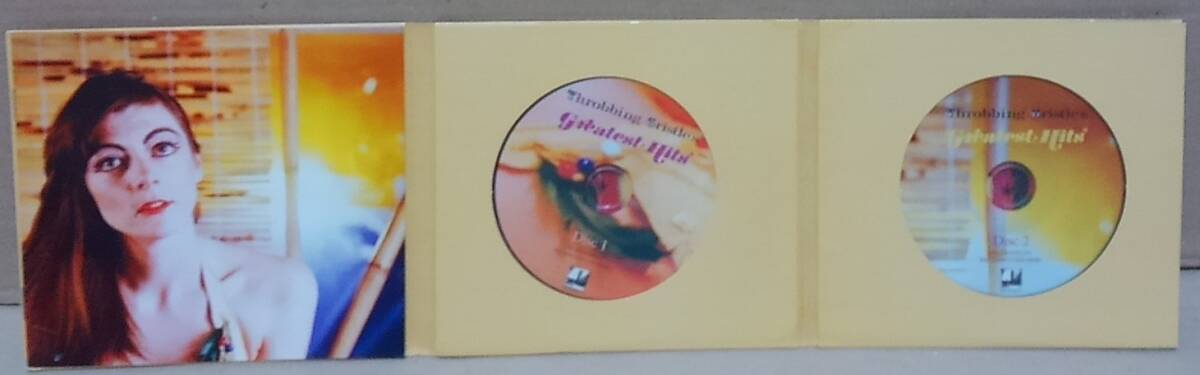 Throbbing Gristle's
Greatest Hits
Disc 1
Throbbing Gristle's
Greatest Hits
Disc 2